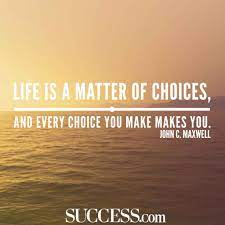 LIFE IS A MATTER OF CHOICES,
AND EVERY CHOICE YOU MAKE MAKES YOU.
JOHN C. MAXWELL
SUCCESS.com